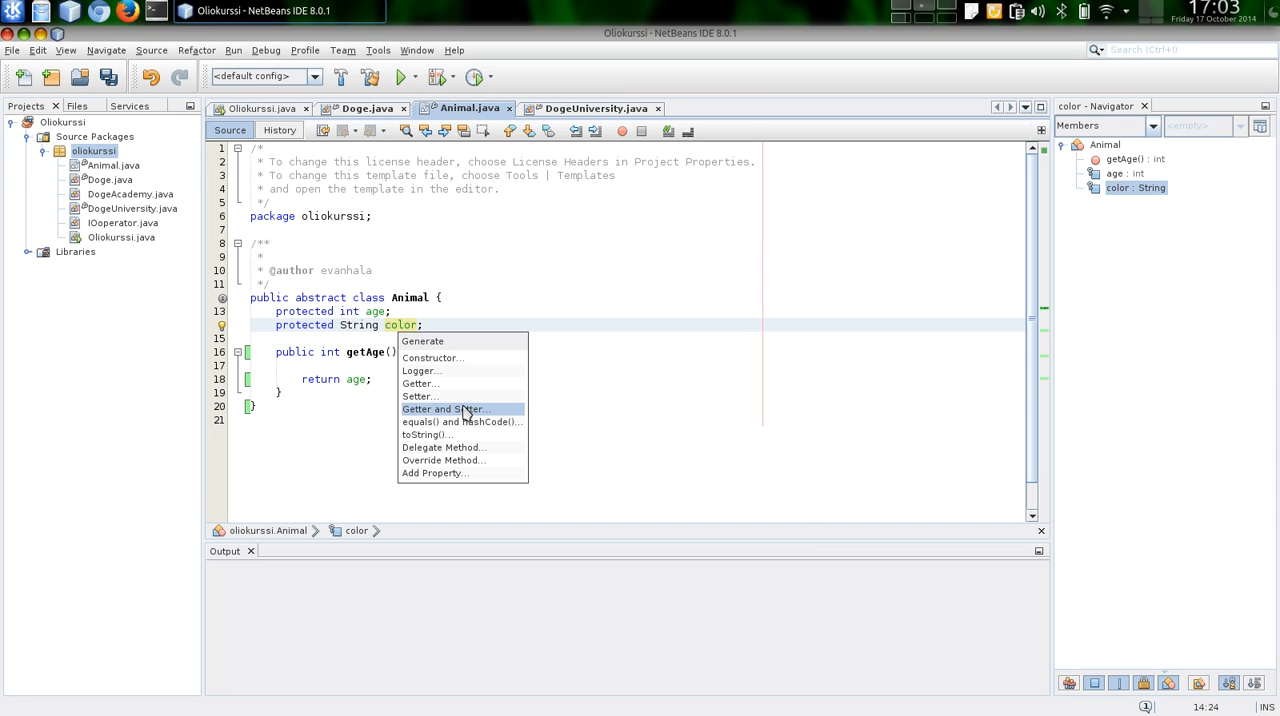 Oliokurssi - NetBeans IDE 8.0.1
17:03
Friday 17 October 2014
Oliokurssi - NetBeans IDE 8.0.1
File Edit View Navigate Source Refactor Run Debug Profile Team Tools Window Help
Search (Ctrl+I)
<default config>
Projects Files Services
Oliokurssi.java Doge.java Animal.java DogeUniversity.java
color - Navigator
Source History
Members <empty>
Oliokurssi
Source Packages
oliokurssi
Animal.java
Doge.java
DogeAcademy.java
DogeUniversity.java
IOoperator.java
Oliokurssi.java
Libraries
1 /*
2 * To change this license header, choose License Headers in Project Properties.
3 * To change this template file, choose Tools | Templates
4 * and open the template in the editor.
5 */
6 package oliokurssi;
7
8 /**
9 *
10 * @author evanhala
11 */
public abstract class Animal {
13 protected int age;
protected String color;
15
16 public int getAge()
17
18 return age;
19 }
20 }
21
Generate
Constructor...
Logger...
Getter...
Setter...
Getter and Setter...
equals() and hashCode()...
toString()...
Delegate Method...
Override Method...
Add Property...
Animal
getAge() : int
age : int
color : String
oliokurssi.Animal color
Output
1
14:24 INS